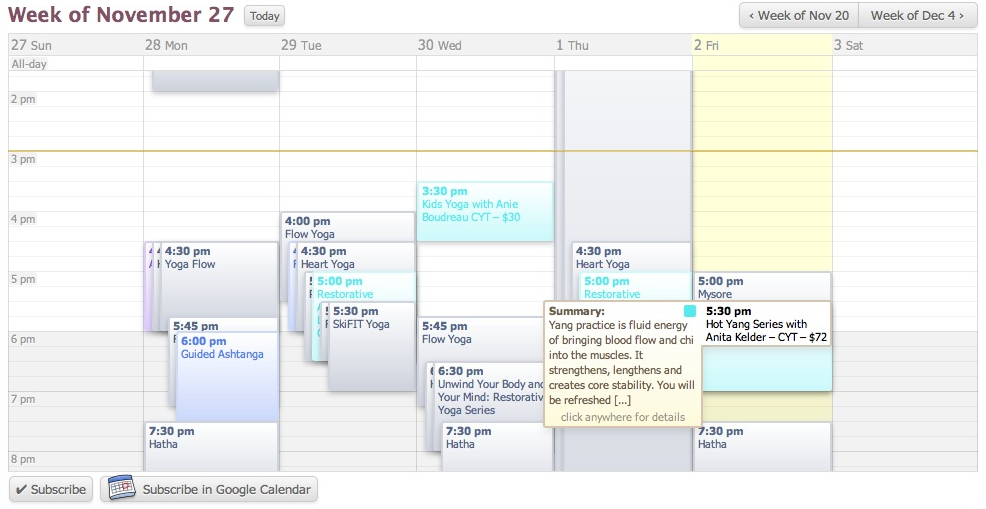 Week of November 27
Today
‹ Week of Nov 20
Week of Dec 4 ›
27 Sun
28 Mon
29 Tue
30 Wed
1 Thu
2 Fri
3 Sat
All-day
2 pm
3 pm
4 pm
5 pm
6 pm
7 pm
8 pm
4:30 pm
Yoga Flow
5:45 pm
6:00 pm
Guided Ashtanga
7:30 pm
Hatha
4:00 pm
Flow Yoga
4:30 pm
Heart Yoga
5:00 pm
Restorative
5:30 pm
SkiFIT Yoga
3:30 pm
Kids Yoga with Anie
Boudreau CYT – $30
5:45 pm
Flow Yoga
6:30 pm
Unwind Your Body and
Your Mind: Restorative
Yoga Series
7:30 pm
Hatha
4:30 pm
Heart Yoga
5:00 pm
Restorative
Summary:
Yang practice is fluid energy
of bringing blood flow and chi
into the muscles. It
strengthens, lengthens and
creates core stability. You will
be refreshed [...]
click anywhere for details
5:00 pm
Mysore
5:30 pm
Hot Yang Series with
Anita Kelder – CYT – $72
7:30 pm
Hatha
✔ Subscribe
Subscribe in Google Calendar